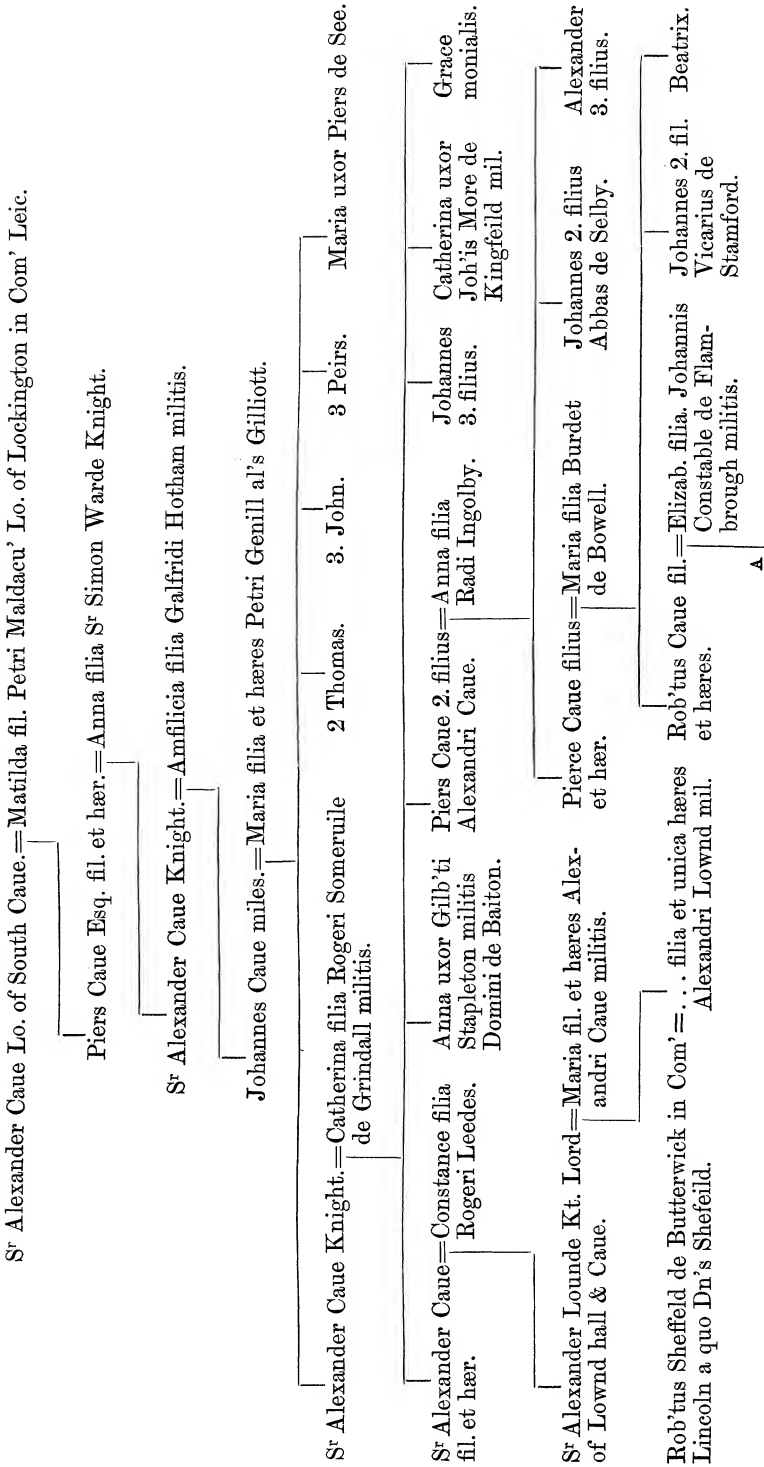 Sʳ Alexander Caue Lo. of South Caue.=Matilda fil. Petri Maldacu' Lo. of Lockington in Com' Leic.
Piers Caue Esq. fil. et hær.=Anna filia Sʳ Simon Warde Knight.
Sʳ Alexander Caue Knight.=Amfilicia filia Galfridi Hotham militis.
Johannes Caue miles.=Maria filia et hæres Petri Genill al's Gilliott.
Sʳ Alexander Caue Knight.=Catherina filia Rogeri Someruile
de Grindall militis.
2 Thomas.
3. John.
3 Peirs.
Maria uxor Piers de See.
Sʳ Alexander Caue=Constance filia
fil. et hær.
Rogeri Leedes.
Anna uxor Gilb'ti
Stapleton militis
Domini de Baiton.
Piers Caue 2. filius=Anna filia
Alexandri Caue.
Radi Ingolby.
Johannes
3. filius.
Catherina uxor
Joh'is More de
Kingfeild mil.
Grace
monialis.
Sʳ Alexander Lounde Kt. Lord=Maria fil. et hæres Alex-
of Lownd hall & Caue.
andri Caue militis.
Pierce Caue filius=Maria filia Burdet
et hær.
de Bowell.
Johannes 2. filius
Abbas de Selby.
Alexander
3. filius.
Rob'tus Sheffeld de Butterwick in Com'=... filia et unica hæres
Lincoln a quo Dn's Shefeild.
Alexandri Lownd mil.
Rob'tus Caue fil.=Elizab. filia. Johannis
et hæres.
Constable de Flam-
brough militis.
Johannes 2. fil.
Vicarius de
Stamford.
Beatrix.
A